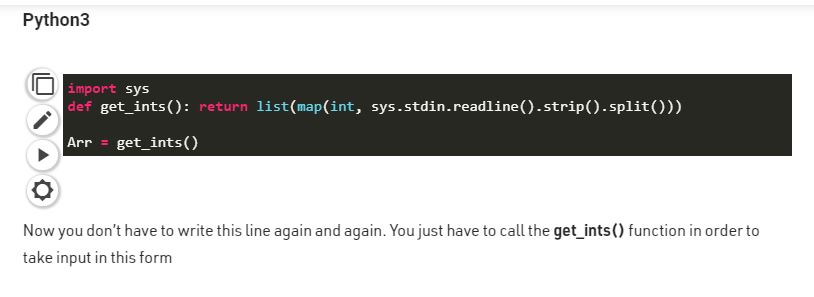 Python3
import sys
def get_ints(): return list(map(int, sys.stdin.readline().strip().split()))
Arr = get_ints()
Now you don't have to write this line again and again. You just have to call the get_ints() function in order to
take input in this form